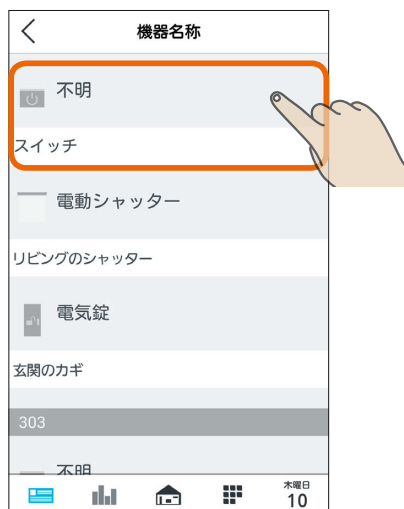 機器名称
不明
スイッチ
電動シャッター
リビングのシャッター
電気錠
玄関のカギ
303
不明
木曜日
10